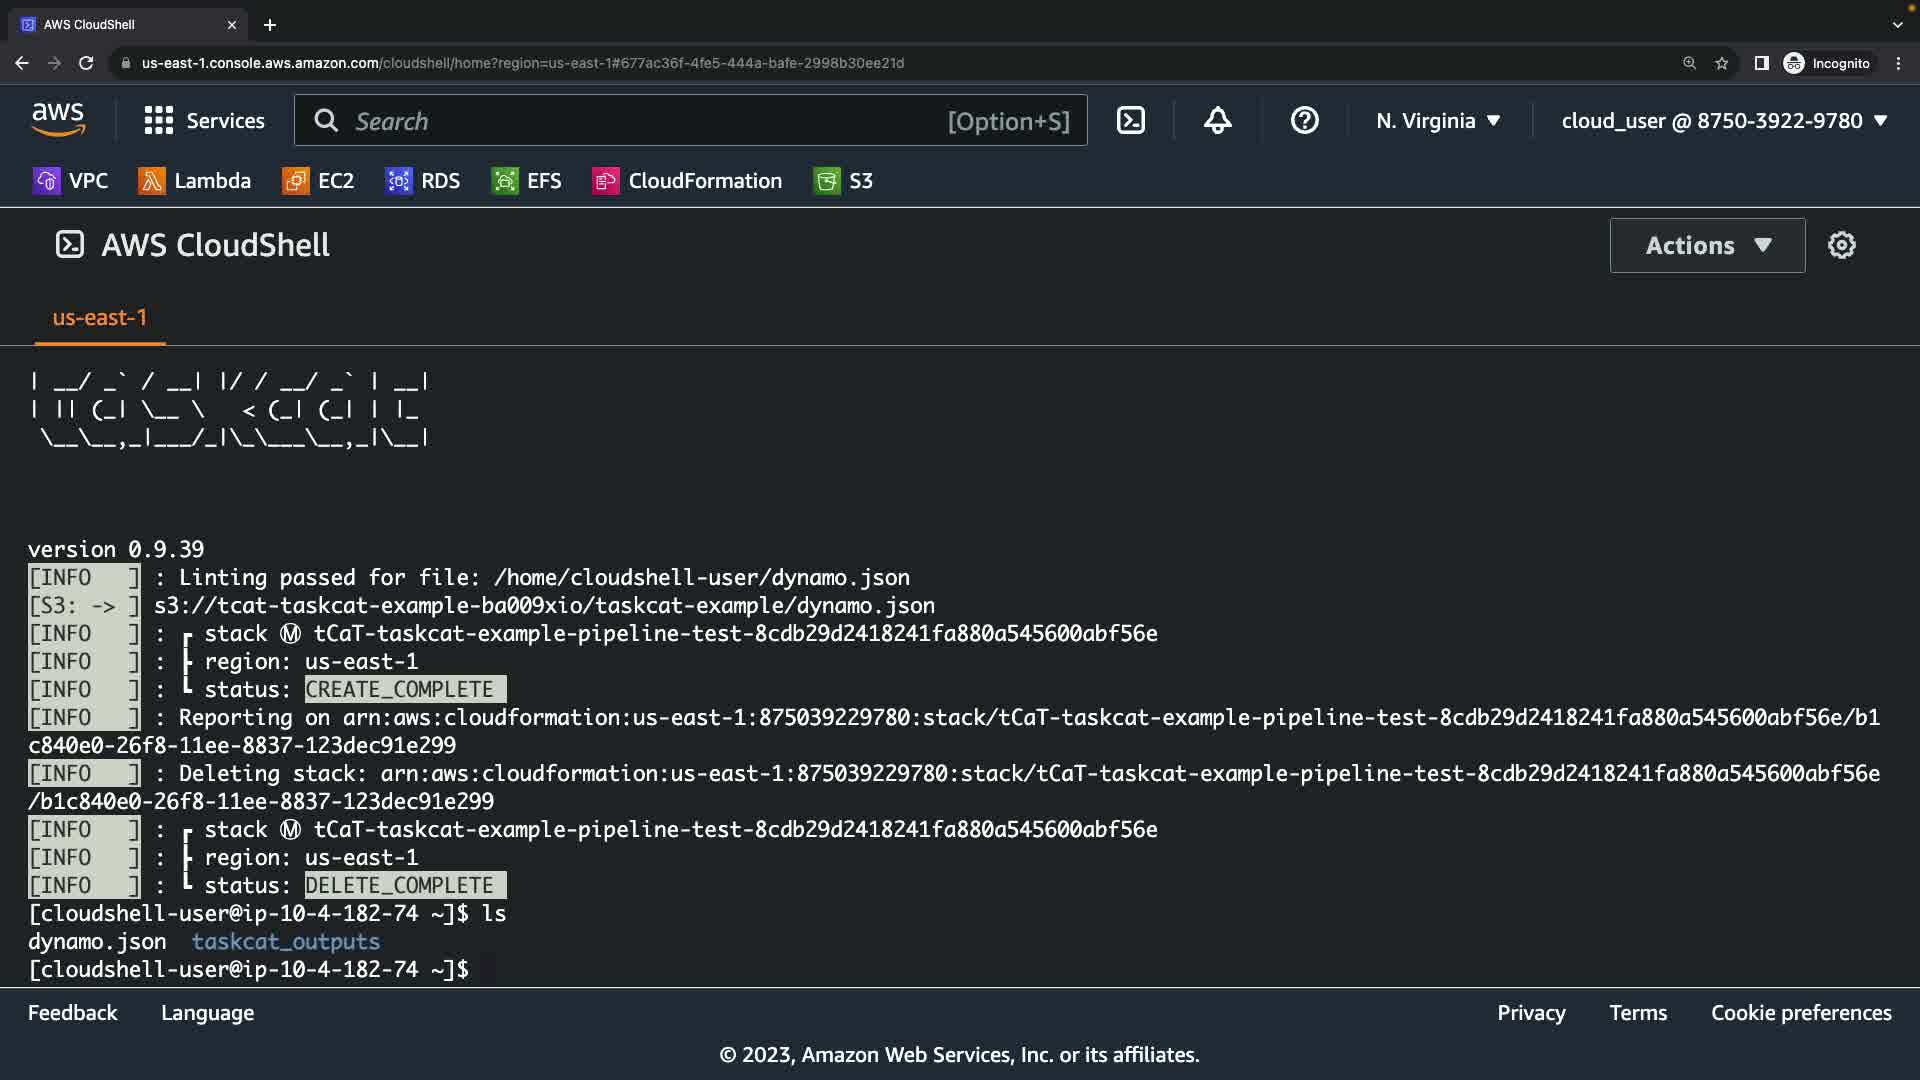 AWS CloudShell
us-east-1.console.aws.amazon.com/cloudshell/home?region=us-east-1#677ac36f-4fe5-444a-bafe-2998b30ee21d
Incognito
aws
Services
Search
[Option+S]
N. Virginia ▼
cloud_user @ 8750-3922-9780 ▼
VPC
Lambda
EC2
RDS
EFS
CloudFormation
S3
AWS CloudShell
Actions ▼
us-east-1
| __/ _` / __| |/ / __/ _` | __|
| || (_| \__ \   < (_| (_| | |_
 \__\__,_|___/_|\_\___\__,_|\__|
version 0.9.39
[INFO   ] : Linting passed for file: /home/cloudshell-user/dynamo.json
[S3: -> ] s3://tcat-taskcat-example-ba009xio/taskcat-example/dynamo.json
[INFO   ] : ┏ stack Ⓜ tCaT-taskcat-example-pipeline-test-8cdb29d2418241fa880a545600abf56e
[INFO   ] : ┣ region: us-east-1
[INFO   ] : ┗ status: CREATE_COMPLETE
[INFO   ] : Reporting on arn:aws:cloudformation:us-east-1:875039229780:stack/tCaT-taskcat-example-pipeline-test-8cdb29d2418241fa880a545600abf56e/b1
c840e0-26f8-11ee-8837-123dec91e299
[INFO   ] : Deleting stack: arn:aws:cloudformation:us-east-1:875039229780:stack/tCaT-taskcat-example-pipeline-test-8cdb29d2418241fa880a545600abf56e
/b1c840e0-26f8-11ee-8837-123dec91e299
[INFO   ] : ┏ stack Ⓜ tCaT-taskcat-example-pipeline-test-8cdb29d2418241fa880a545600abf56e
[INFO   ] : ┣ region: us-east-1
[INFO   ] : ┗ status: DELETE_COMPLETE
[cloudshell-user@ip-10-4-182-74 ~]$ ls
dynamo.json  taskcat_outputs
[cloudshell-user@ip-10-4-182-74 ~]$
Feedback
Language
Privacy
Terms
Cookie preferences
© 2023, Amazon Web Services, Inc. or its affiliates.